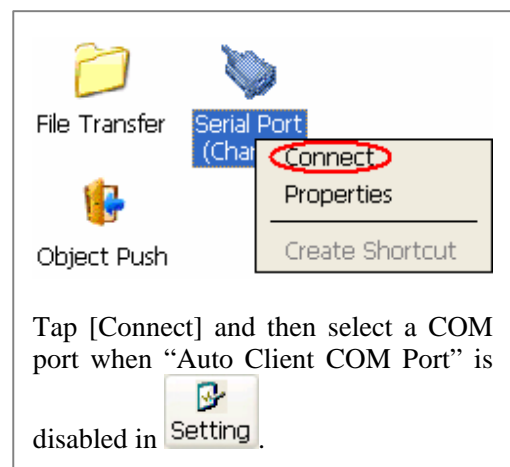 File Transfer
Serial Port
(Char
Connect
Properties
Create Shortcut
Object Push
Tap [Connect] and then select a COM
port when “Auto Client COM Port” is
disabled in Setting.